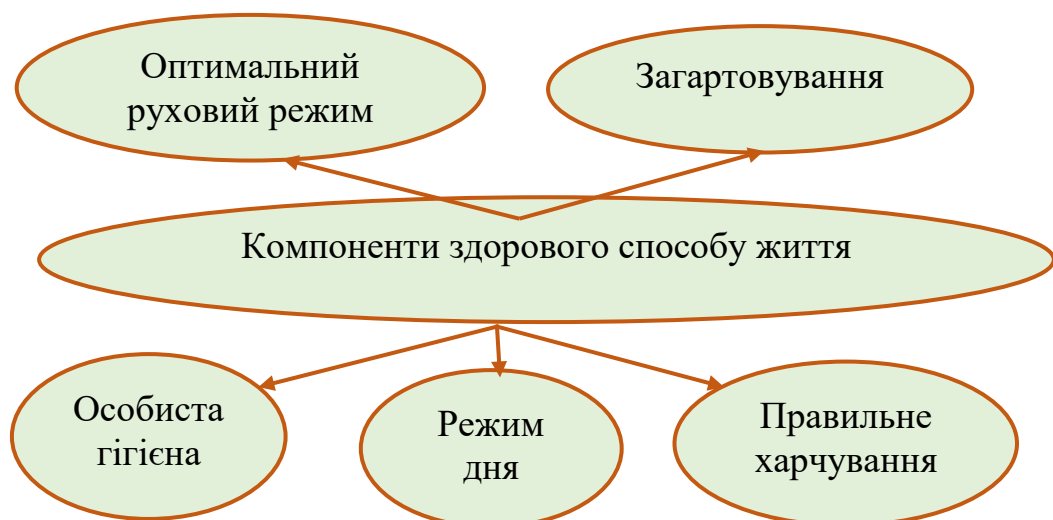 Оптимальний
руховий режим
Загартовування
Компоненти здорового способу життя
Особиста
гігієна
Режим
дня
Правильне
харчування